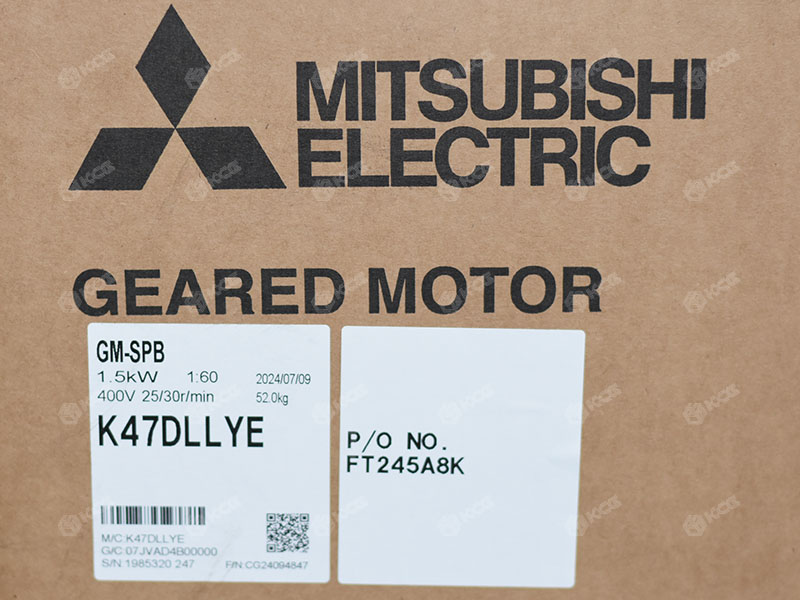 MITSUBISHI
ELECTRIC
GEARED MOTOR
GM-SPB
1.5kW 1:60 2024/07/09
400V 25/30r/min 52.0kg
K47DLLYE
M/C:K47DLLYE
G/C:07JVAD4B00000
S/N:1985320 247 F/N:CG24094847
P/O NO.
FT245A8K